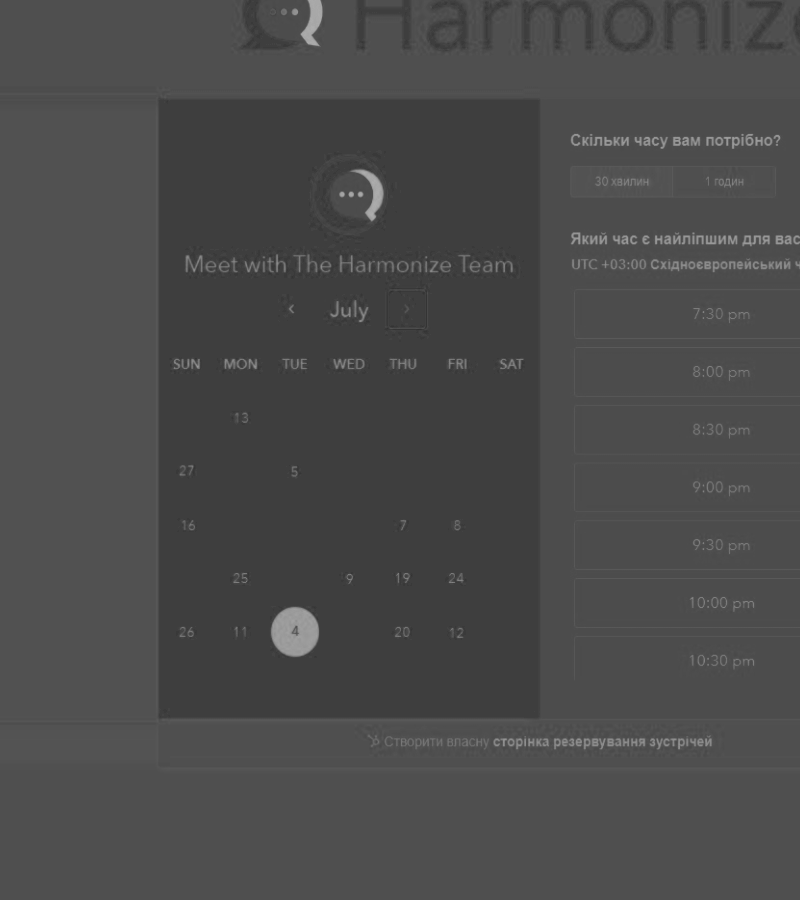 Harmonize
Meet with The Harmonize Team
July
SUN MON TUE WED THU FRI SAT
13
27 5
16 7 8
25 9 19 24
26 11 4 20 12
Створити власну сторінка резервування зустрічей
Скільки часу вам потрібно?
30 хвилин 1 годин
Який час є найліпшим для вас
UTC +03:00 Східноєвропейський ч
7:30 pm
8:00 pm
8:30 pm
9:00 pm
9:30 pm
10:00 pm
10:30 pm